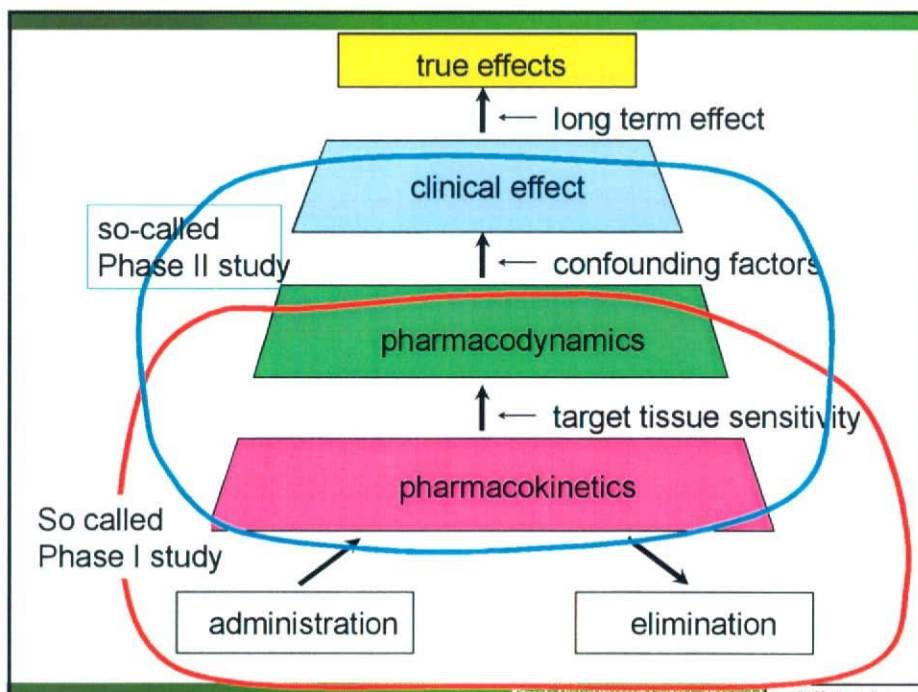 true effects
long term effect
clinical effect
so-called
Phase II study
confounding factors
pharmacodynamics
target tissue sensitivity
pharmacokinetics
So called
Phase I study
administration
elimination